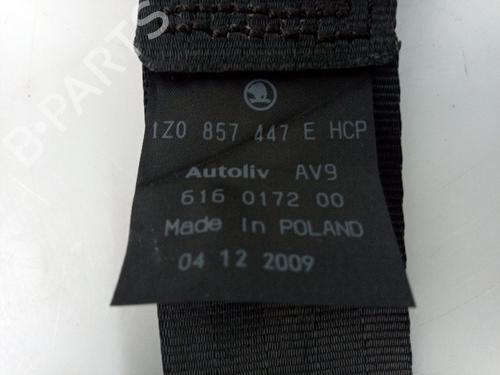 1Z0 857 447 E HCP
Autoliv AV9
616 0172 00
Made in POLAND
04 12 2009
B-PARTS